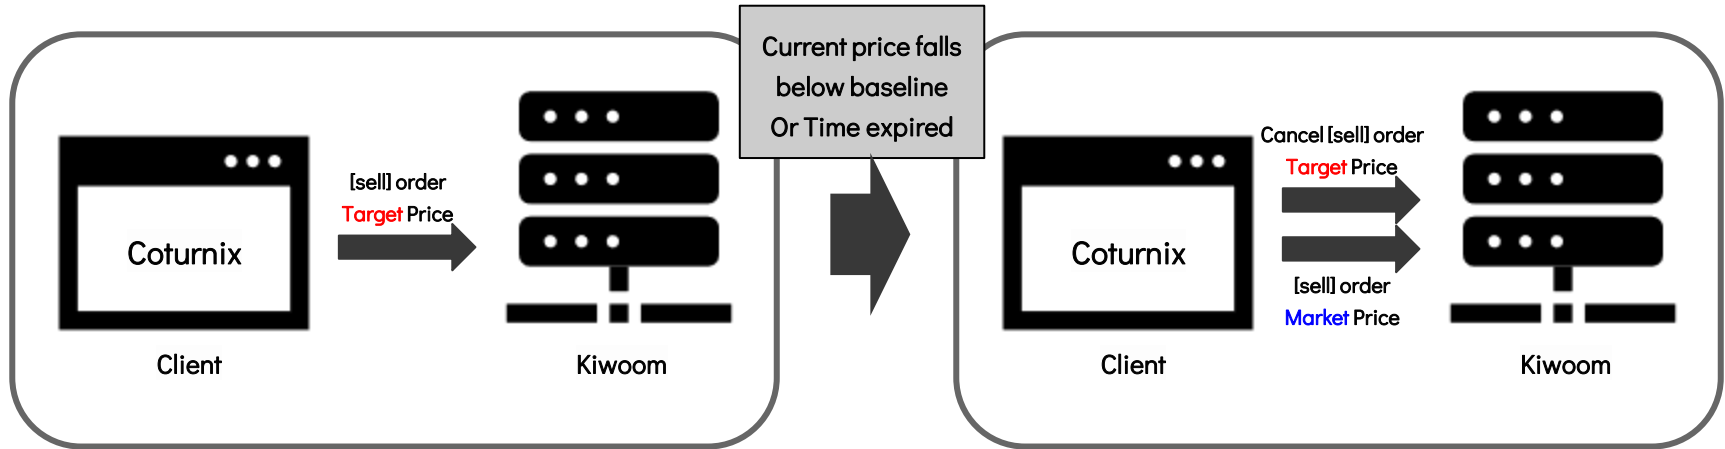 [sell] order
Target Price
Coturnix
Client
Kiwoom
Current price falls
below baseline
Or Time expired
Cancel [sell] order
Target Price
Coturnix
[sell] order
Market Price
Client
Kiwoom